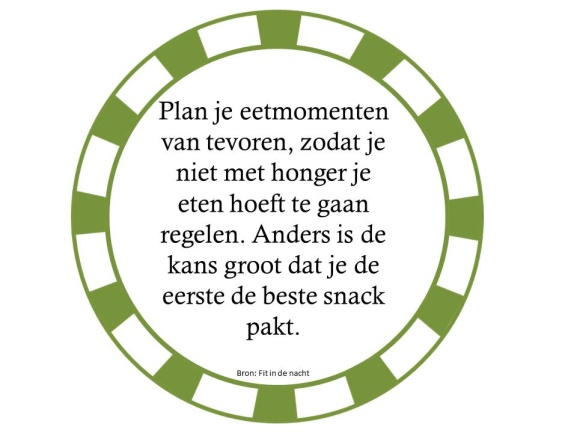 Plan je eetmomenten
van tevoren, zodat je
niet met honger je
eten hoeft te gaan
regelen. Anders is de
kans groot dat je de
eerste de beste snack
pakt.
Bron: Fit in de nacht